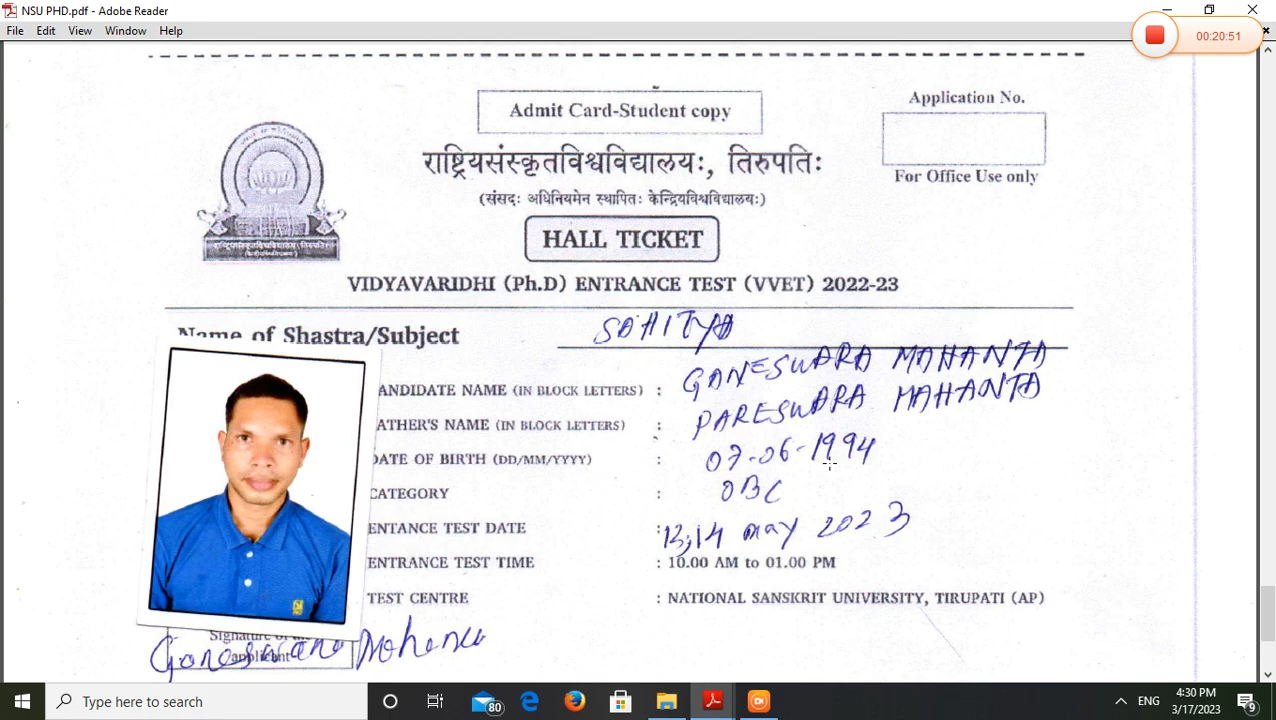 NSU PHD.pdf - Adobe Reader
File Edit View Window Help
00:20:51
Admit Card-Student copy
Application No.
राष्ट्रियसंस्कृतविश्वविद्यालयः, तिरुपतिः
For Office Use only
(संसदः अधिनियमेन स्थापितः केन्द्रियविश्वविद्यालयः)
HALL TICKET
VIDYAVARIDHI (Ph.D) ENTRANCE TEST (VVET) 2022-23
Name of Shastra/Subject SAHITYA
ANDIDATE NAME (IN BLOCK LETTERS) : GANESWARA MAHANTA
ATHER'S NAME (IN BLOCK LETTERS) : PARESWARA MAHANTA
DATE OF BIRTH (DD/MM/YYYY) : 07-06-1994
CATEGORY : OBC
ENTANCE TEST DATE : 13,14 may 2023
ENTRANCE TEST TIME : 10.00 AM to 01.00 PM
TEST CENTRE : NATIONAL SANSKRIT UNIVERSITY, TIRUPATI (AP)
Signature of the
applicant
Type here to search
80
ENG
4:30 PM
3/17/2023
9